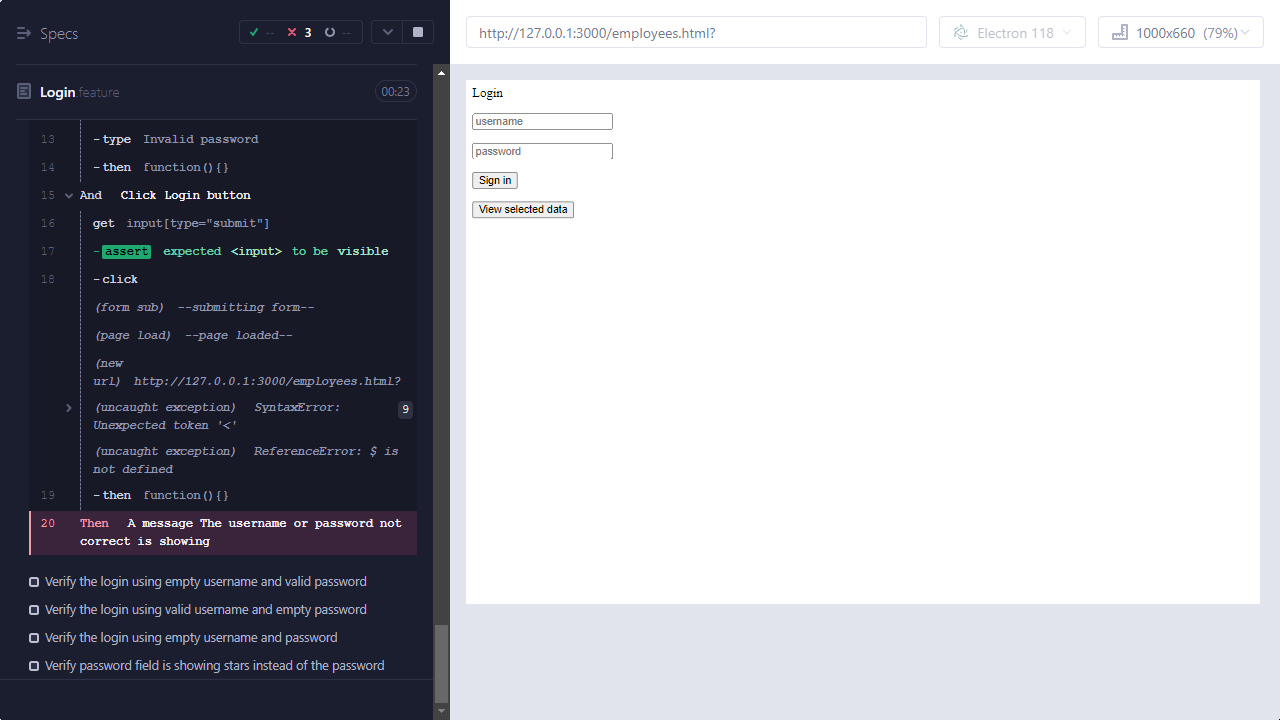 Specs
-- 3 --
Login.feature
00:23
13 -type Invalid password
14 -then function(){}
15 And Click Login button
16 get input[type="submit"]
17 -assert expected <input> to be visible
18 -click
(form sub) --submitting form--
(page load) --page loaded--
(new
url) http://127.0.0.1:3000/employees.html?
(uncaught exception) SyntaxError: 9
Unexpected token '<'
(uncaught exception) ReferenceError: $ is
not defined
19 -then function(){}
20 Then A message The username or password not
correct is showing
Verify the login using empty username and valid password
Verify the login using valid username and empty password
Verify the login using empty username and password
Verify password field is showing stars instead of the password
http://127.0.0.1:3000/employees.html?
Electron 118
1000x660 (79%)
Login
username
password
Sign in
View selected data